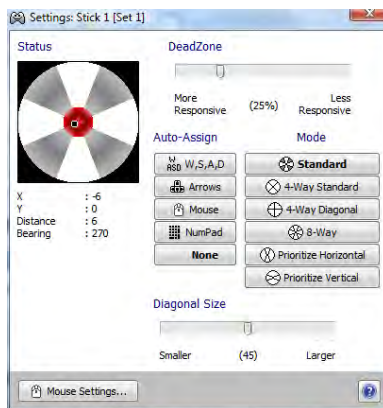 Settings: Stick 1 [Set 1]
Status
DeadZone
More Responsive
(25%)
Less Responsive
Auto-Assign
Mode
W ASD W,S,A,D
Standard
Arrows
4-Way Standard
Mouse
4-Way Diagonal
NumPad
8-Way
None
Prioritize Horizontal
Prioritize Vertical
X : -6
Y : 0
Distance : 6
Bearing : 270
Diagonal Size
Smaller (45) Larger
Mouse Settings...
?